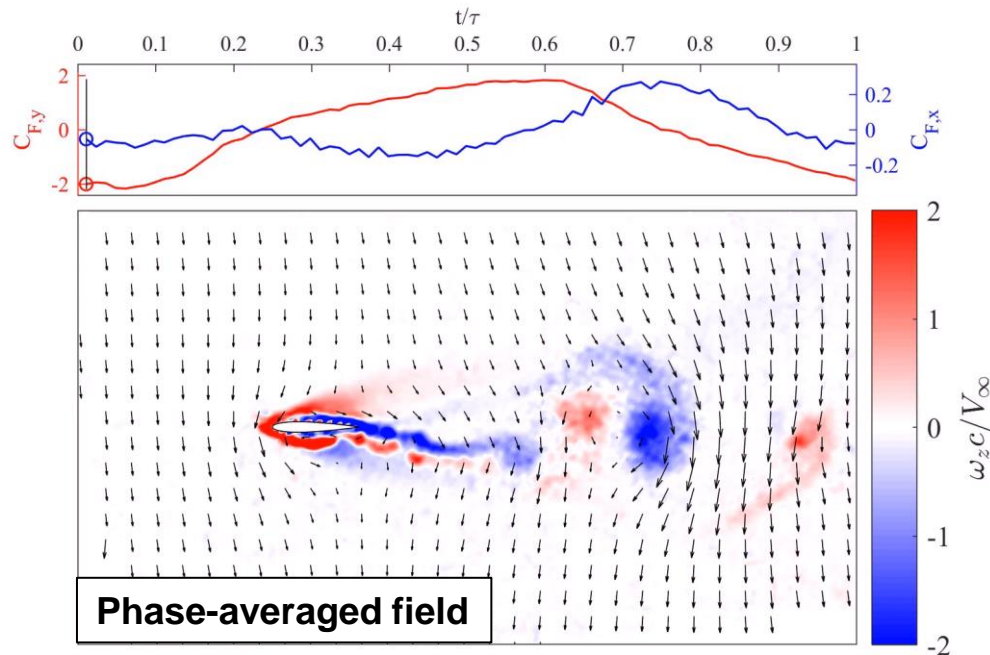 t/τ
0 0.1 0.2 0.3 0.4 0.5 0.6 0.7 0.8 0.9 1
2
0
-2
C_F,y
0.2
0
-0.2
C_F,x
2
1
0
-1
-2
ω_z c/V_∞
Phase-averaged field